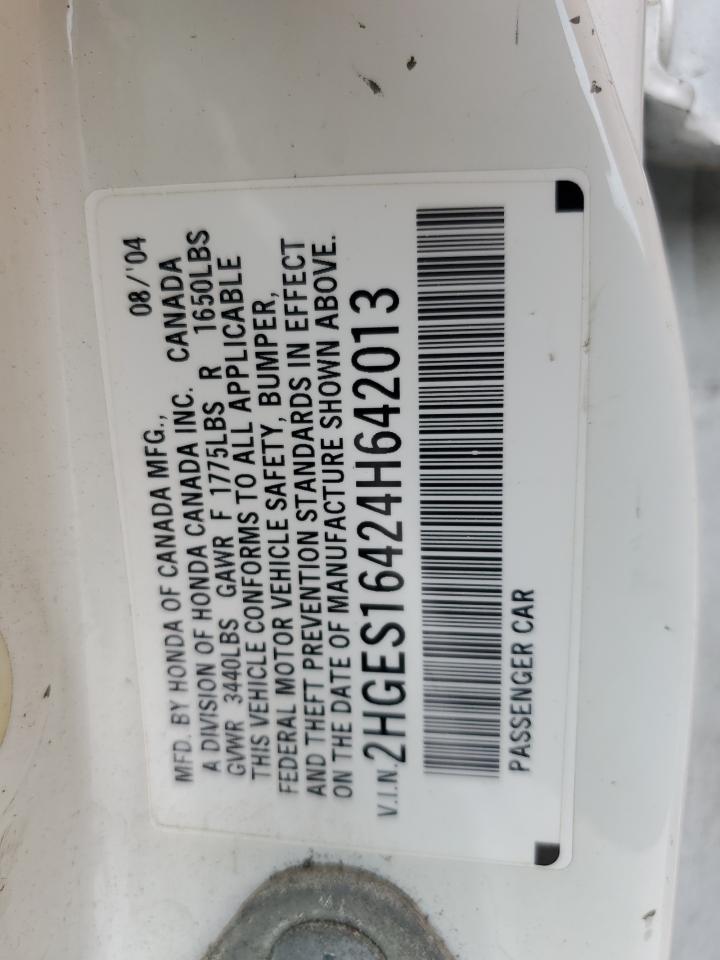 MFD. BY HONDA OF CANADA MFG., 08/'04
A DIVISION OF HONDA CANADA INC. CANADA
GVWR 3440LBS GAWR F 1775LBS R 1650LBS
THIS VEHICLE CONFORMS TO ALL APPLICABLE
FEDERAL MOTOR VEHICLE SAFETY, BUMPER,
AND THEFT PREVENTION STANDARDS IN EFFECT
ON THE DATE OF MANUFACTURE SHOWN ABOVE.
V.I.N. 2HGES16424H642013
PASSENGER CAR